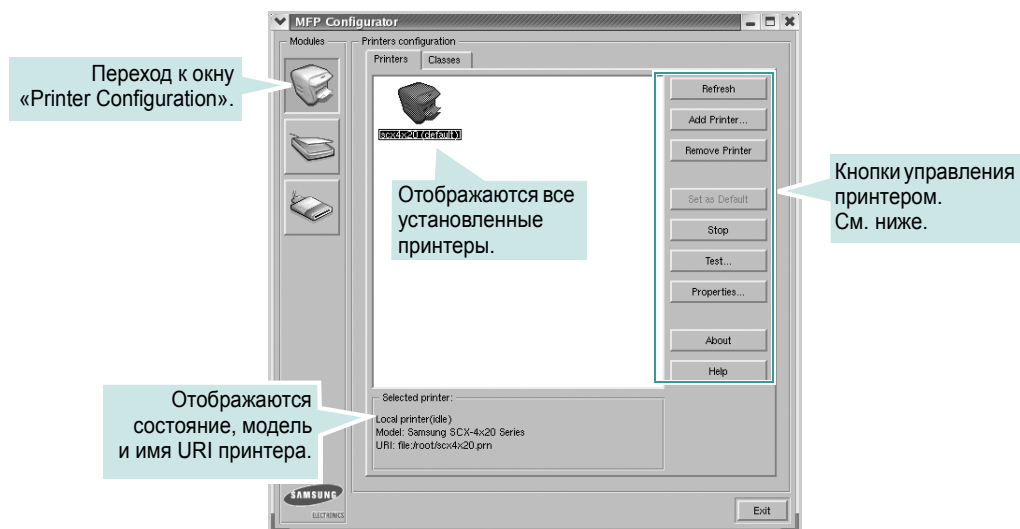 MFP Configurator
Modules
Printers configuration
Printers
Classes
Переход к окну
«Printer Configuration».
scx4x20 (default)
Отображаются все
установленные
принтеры.
Refresh
Add Printer...
Remove Printer
Set as Default
Stop
Test...
Properties...
About
Help
Кнопки управления
принтером.
См. ниже.
Отображаются
состояние, модель
и имя URI принтера.
Selected printer:
Local printer(idle)
Model: Samsung SCX-4x20 Series
URI: file:/root/scx4x20.prn
SAMSUNG
ELECTRONICS
Exit